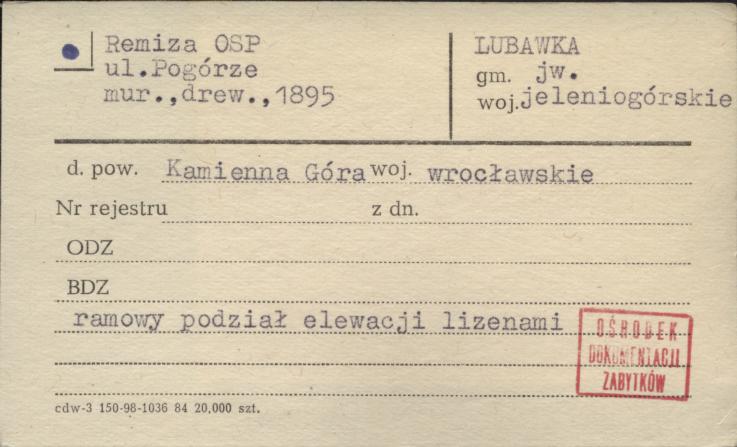 Remiza OSP
ul.Pogórze
mur.,drew.,1895
LUBAWKA
gm. jw.
woj. jeleniogórskie
d. pow. Kamienna Góra woj. wrocławskie
Nr rejestru z dn.
ODZ
BDZ
ramowy podział elewacji lizenami
OŚRODEK
DOKUMENTACJI
ZABYTKÓW
cdw-3 150-98-1036 84 20,000 szt.